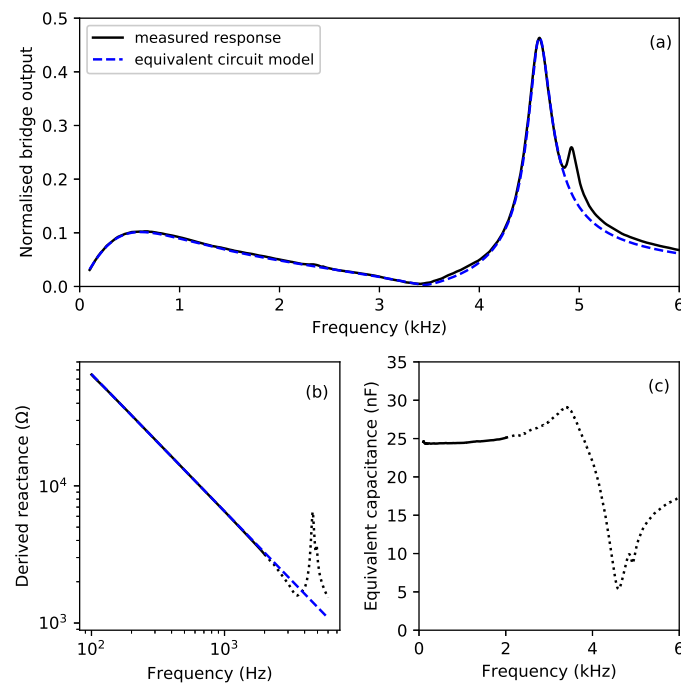 0.5
0.4
0.3
0.2
0.1
0.0
Normalised bridge output
measured response
equivalent circuit model
(a)
0 1 2 3 4 5 6
Frequency (kHz)
10⁴
10³
Derived reactance (Ω)
(b)
10² 10³
Frequency (Hz)
35
30
25
20
15
10
5
0
Equivalent capacitance (nF)
(c)
0 2 4 6
Frequency (kHz)